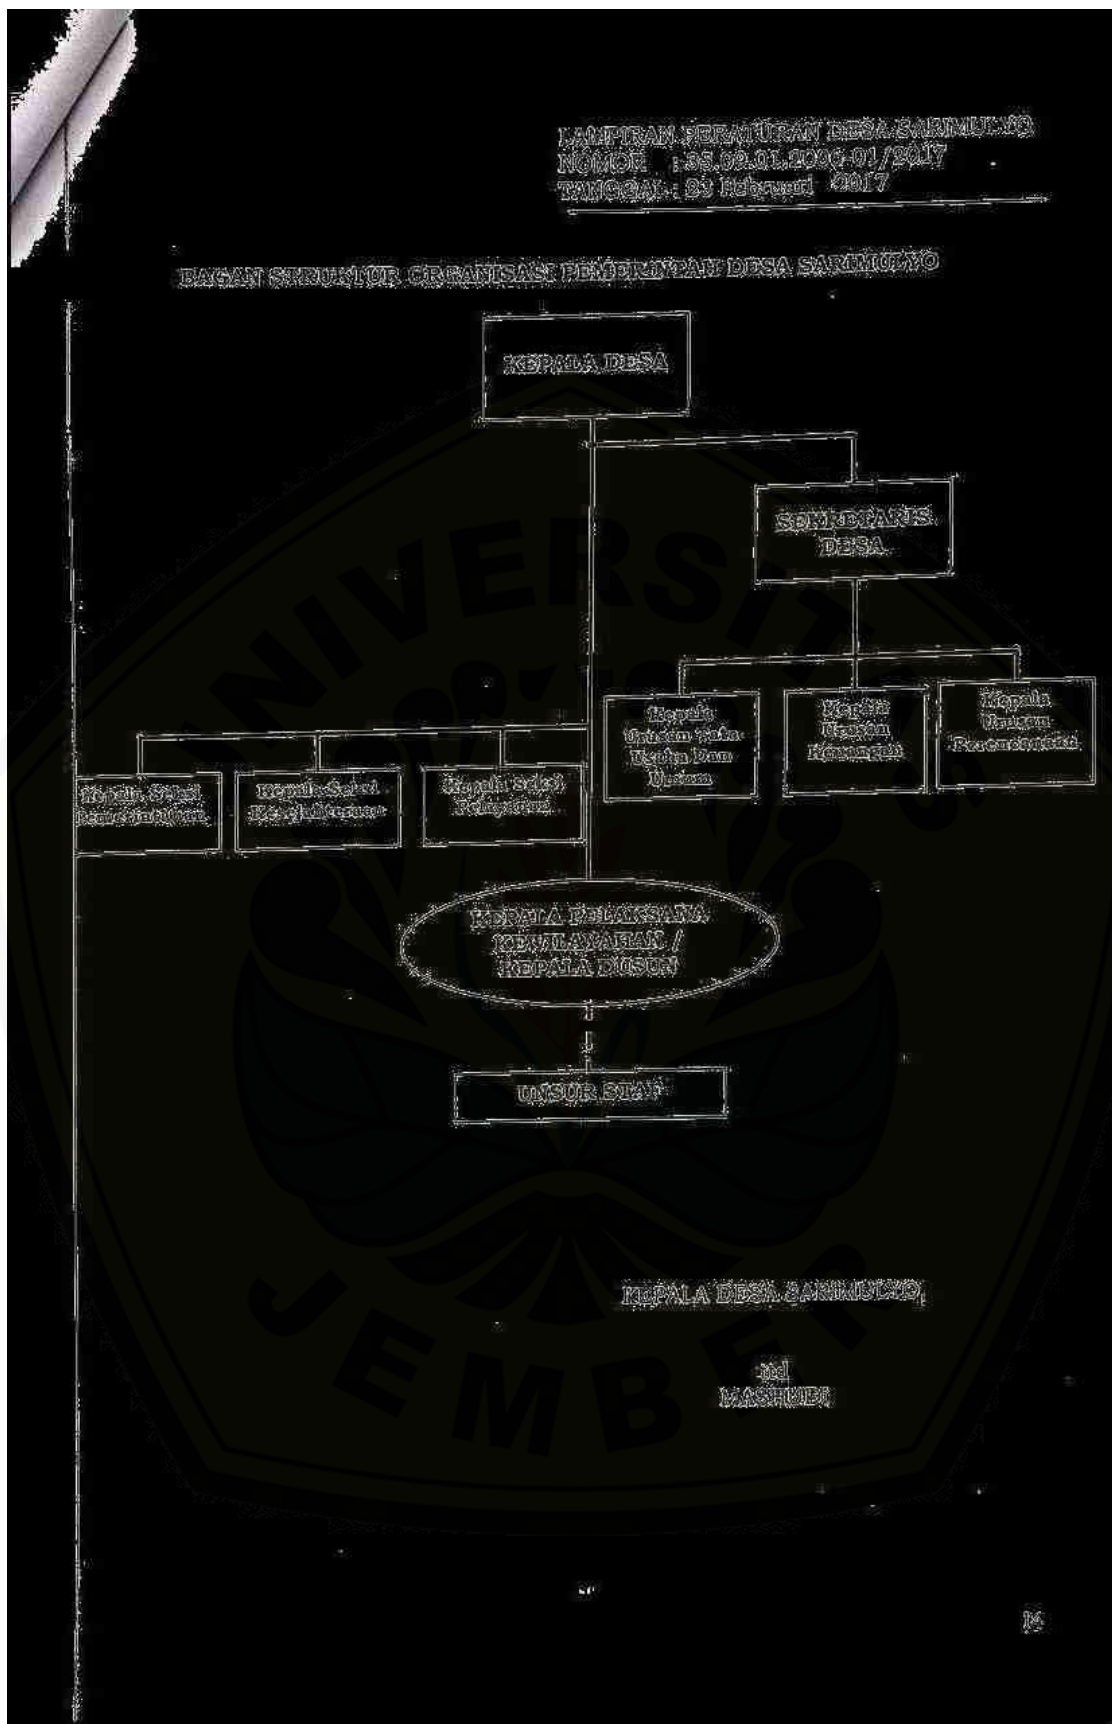 LAMPIRAN PERATURAN DESA SARIMULYO
NOMOR : 35.09.01.2006-01/2017
TANGGAL : 23 Februari 2017
BAGAN STRUKTUR ORGANISASI PEMERINTAH DESA SARIMULYO
KEPALA DESA
SEKRETARIS
DESA
Kepala
Urusan Tata
Usaha Dan
Umum
Kepala
Urusan
Keuangan
Kepala
Urusan
Perencanaan
Kepala Seksi
Pemerintahan
Kepala Seksi
Kesejahteraan
Kepala Seksi
Pelayanan
KEPALA PELAKSANA
KEWILAYAHAN /
KEPALA DUSUN
UNSUR STAF
KEPALA DESA SARIMULYO,
ttd
MASHUDI
UNIVERSITAS
JEMBER